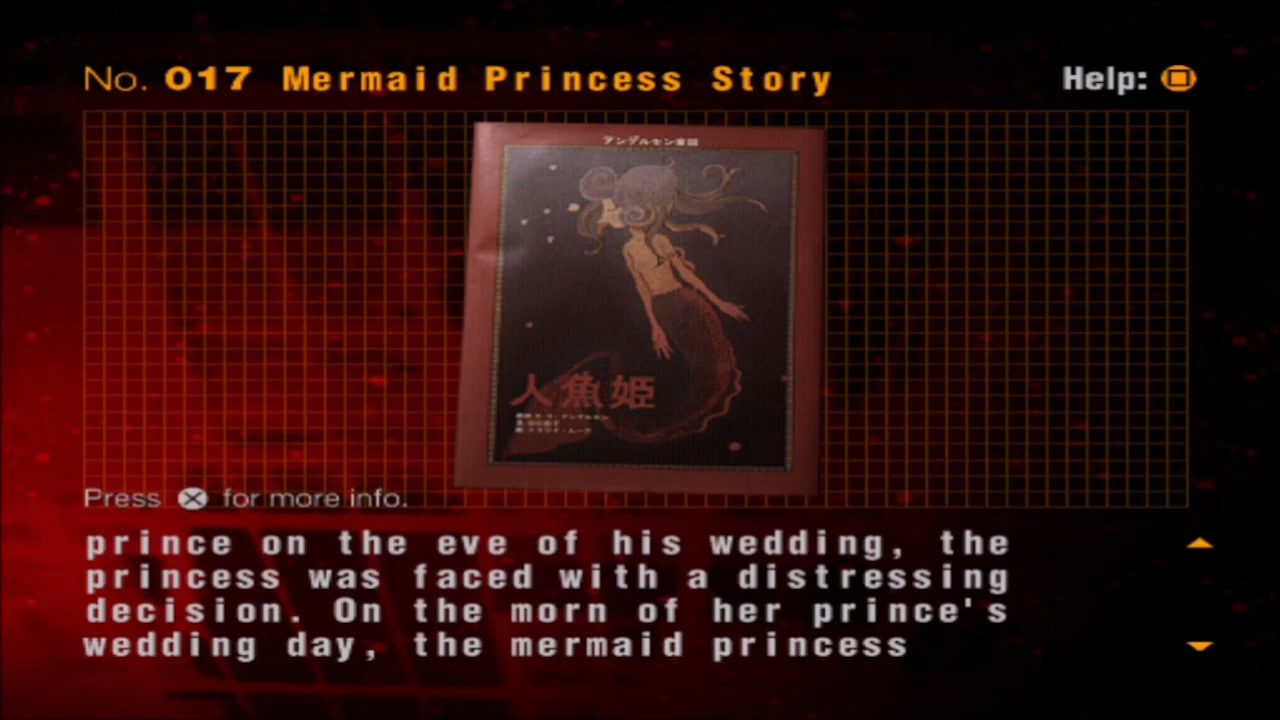 No. 017 Mermaid Princess Story
Help:
アンデルセン童話
人魚姫
Press ⓧ for more info.
prince on the eve of his wedding, the
princess was faced with a distressing
decision. On the morn of her prince's
wedding day, the mermaid princess